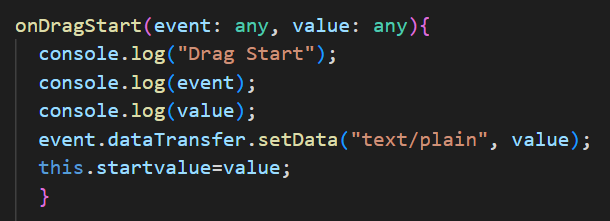 onDragStart(event: any, value: any){
console.log("Drag Start");
console.log(event);
console.log(value);
event.dataTransfer.setData("text/plain", value);
this.startvalue=value;
}